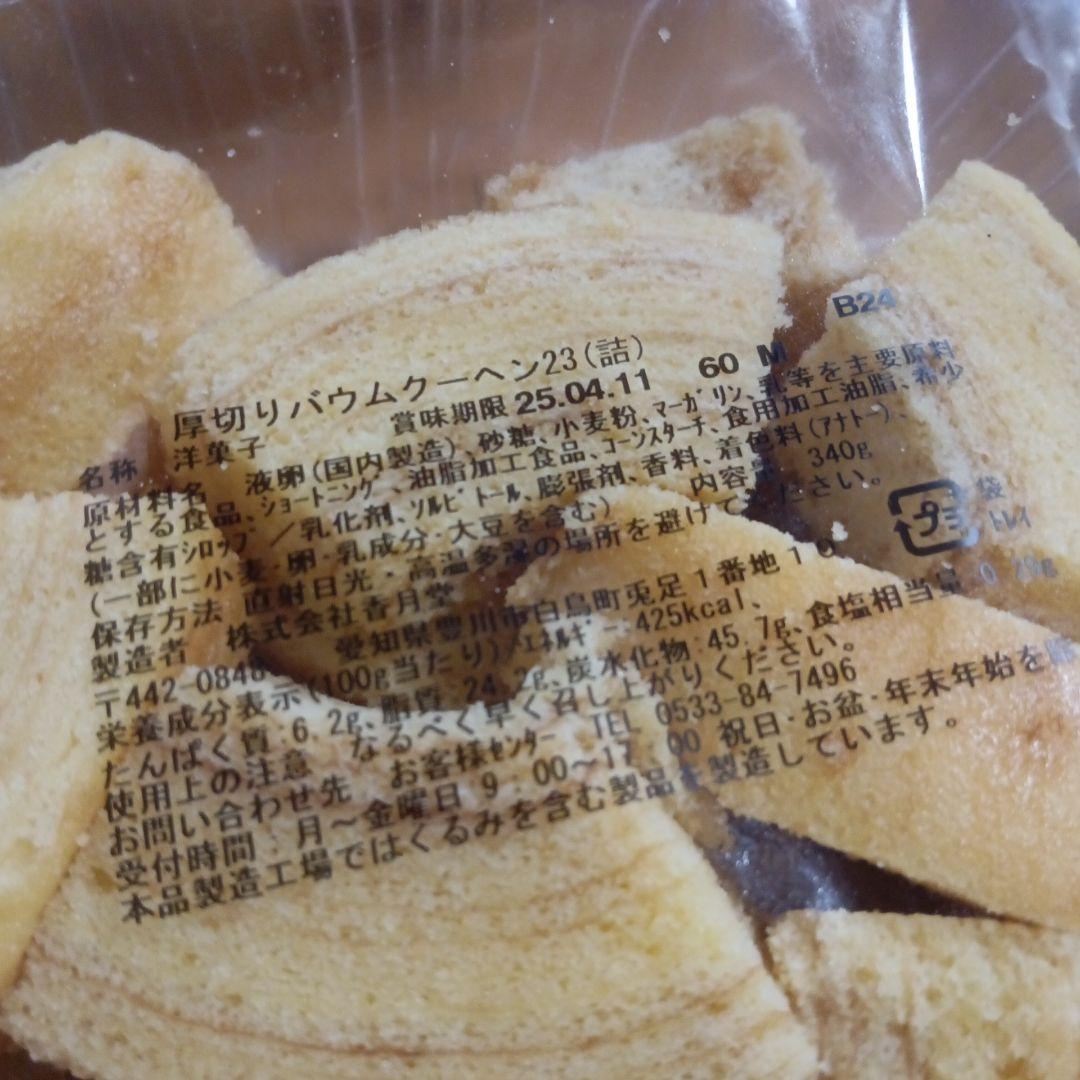 B24
厚切りバウムクーヘン23(詰)
賞味期限 25.04.11 60 M
名称 洋菓子
原材料名 液卵(国内製造)、砂糖、小麦粉、マーガリン、乳等を主要原料
とする食品、ショートニング、油脂加工食品、コーンスターチ、食用加工油脂、希少
糖含有シロップ/乳化剤、ソルビトール、膨張剤、香料、着色料(アナトー)、
(一部に小麦・卵・乳成分・大豆を含む) 内容量 340g
保存方法 直射日光・高温多湿の場所を避けてください。
製造者 株式会社香月堂
〒442-0848 愛知県豊川市白鳥町兎足1番地16
プラ 袋 トレイ
栄養成分表示(100g当たり)/エネルギー:425kcal、
たんぱく質:6.2g、脂質:24. g、炭水化物:45.7g、食塩相当量 0.29g
使用上の注意 なるべく早く召し上がりください。
お問い合わせ先 お客様センター TEL 0533-84-7496
受付時間:月~金曜日 9:00~17:00 祝日・お盆・年末年始を
本品製造工場ではくるみを含む製品を製造しています。